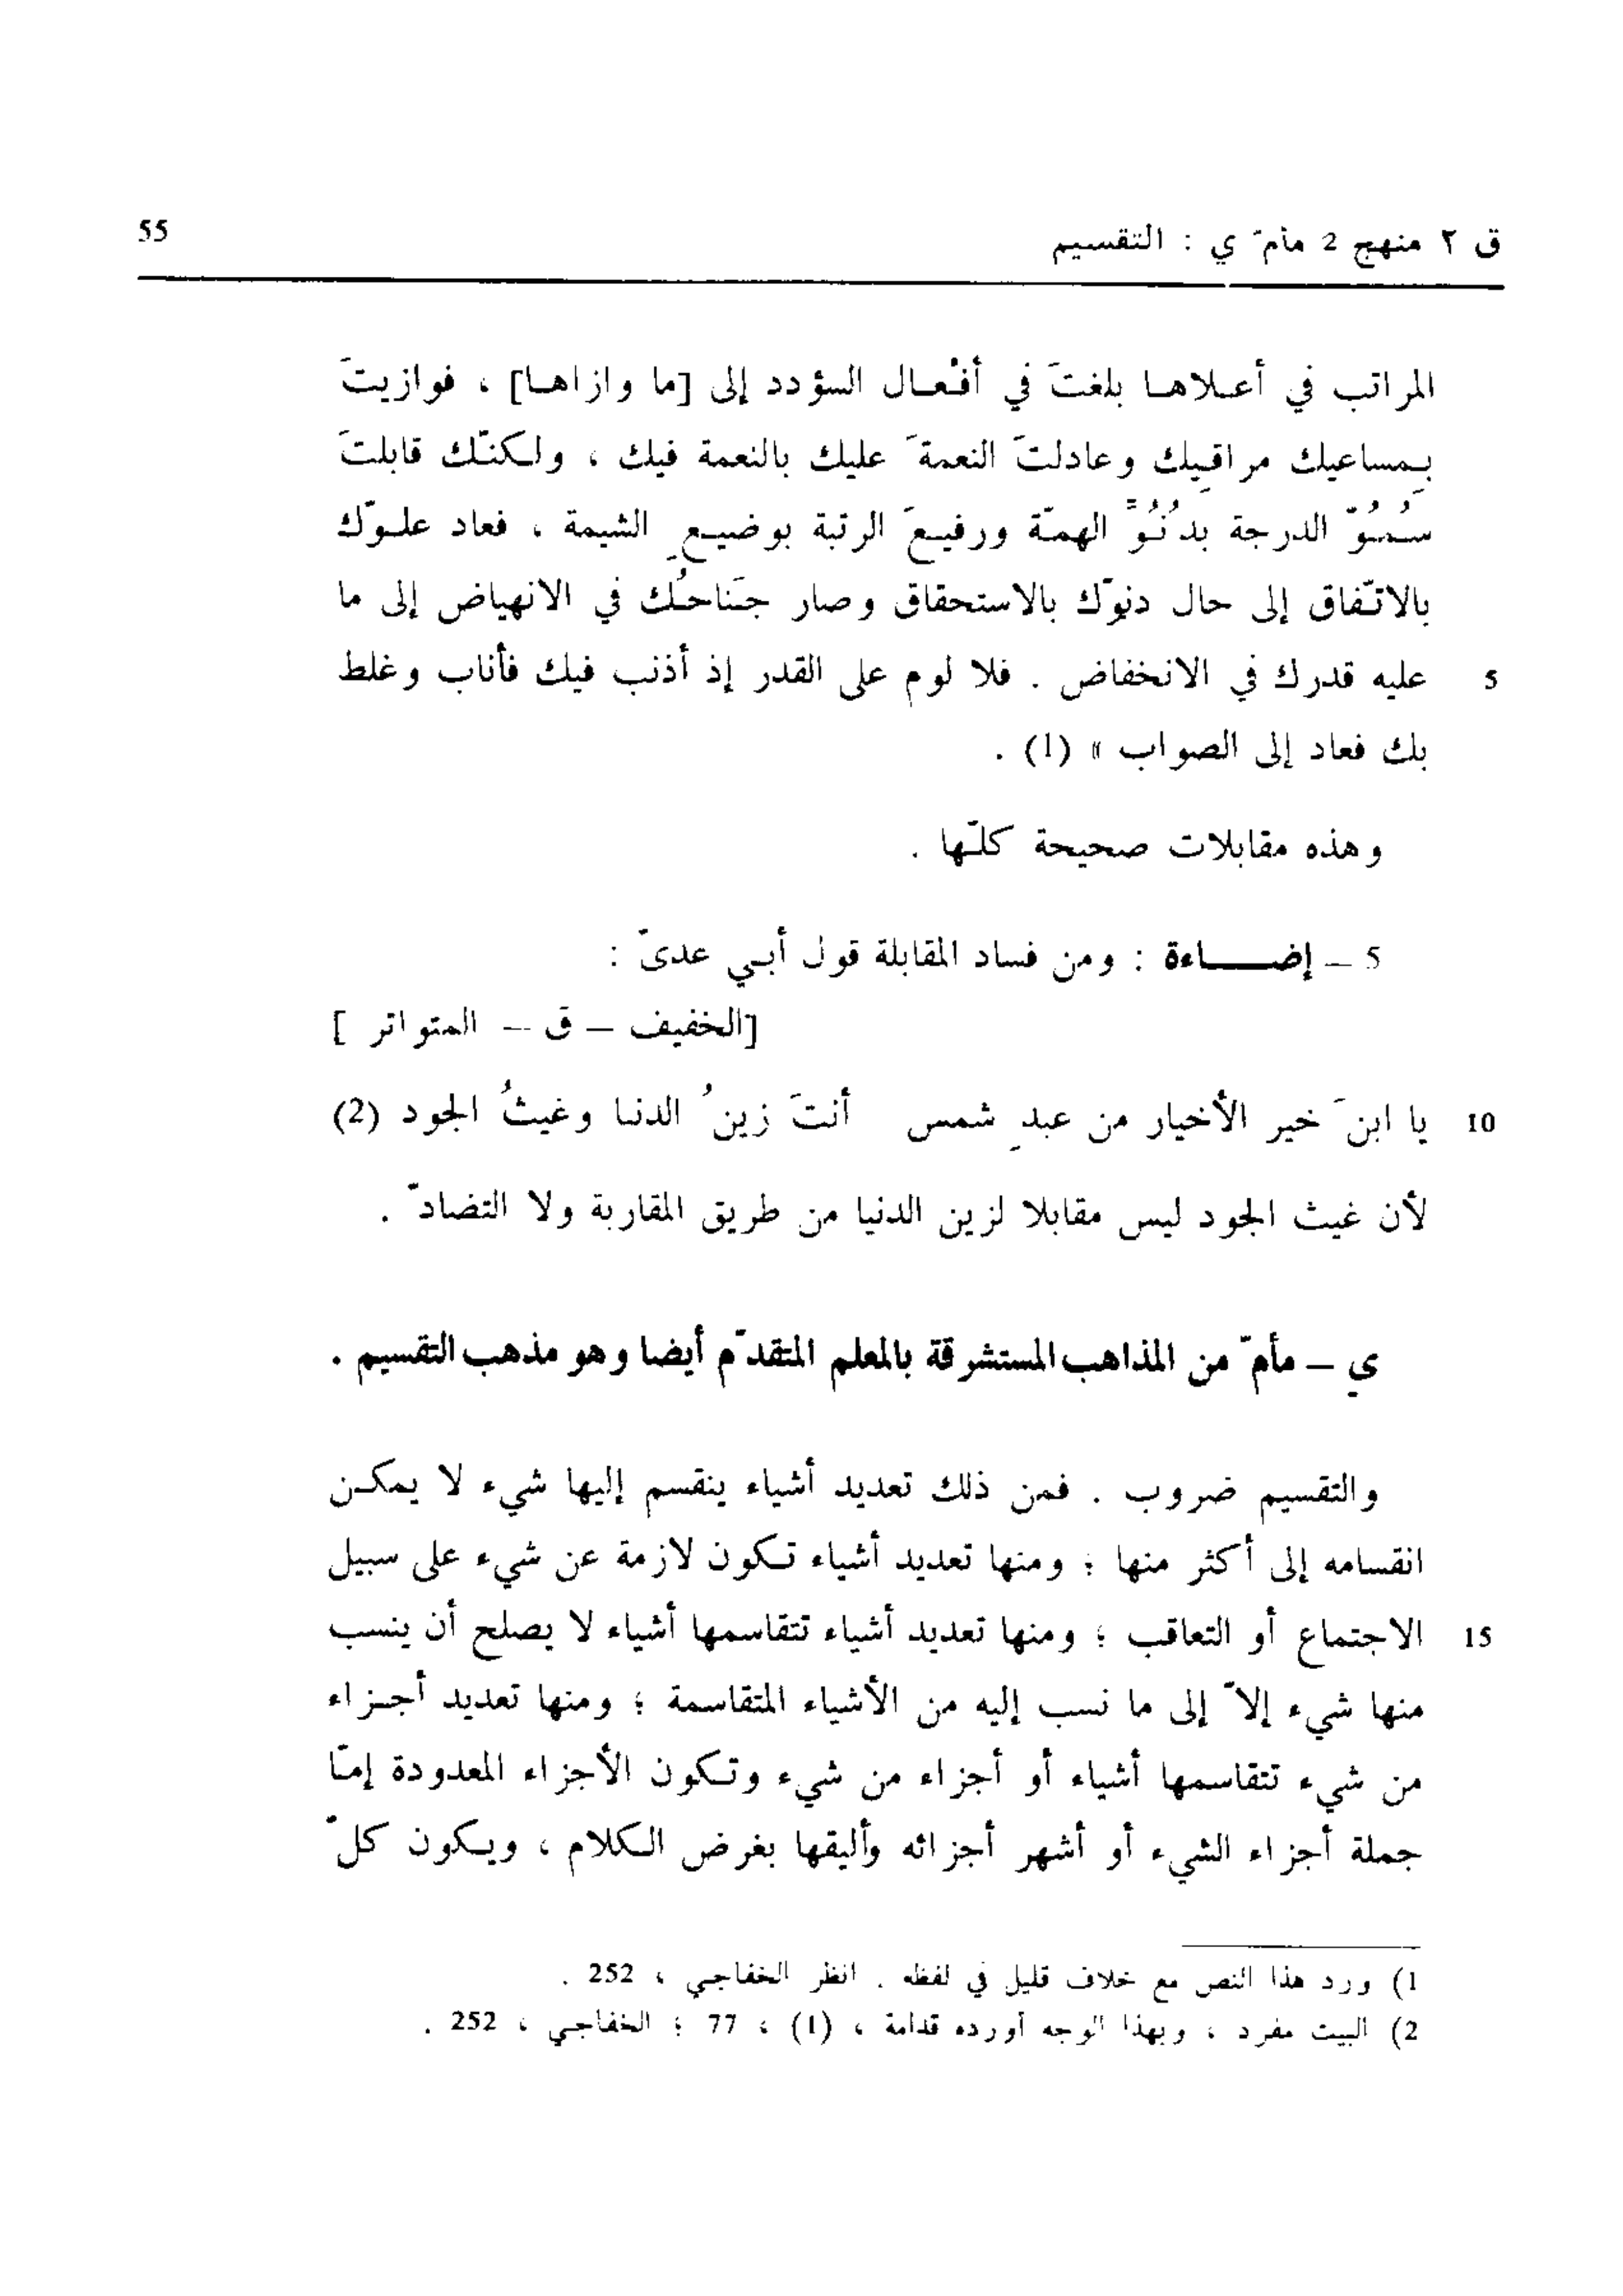 ق ٢ منهج 2 مأمّ ي : التقسيم
55
المراتب في أعلاها بلغتَ في أفْعال السؤدد إلى [ما وازاها] ، فوازيتَ
بِمساعيك مراقِيك وعادلتَ النعمةَ عليك بالنعمة فيك ، ولكنّك قابلتَ
سُمُوّ الدرجة بدُنُوِّ الهمّة ورفيعَ الرتبة بوضيعِ الشيمة ، فعاد علوّك
بالاتّفاق إلى حال دنوّك بالاستحقاق وصار جَناحُك في الانهياض إلى ما
5 عليه قدرك في الانخفاض . فلا لوم على القدر إذ أذنب فيك فأناب وغلط
بك فعاد إلى الصواب » (1) .
وهذه مقابلات صحيحة كلّها .
5 – إضاءة : ومن فساد المقابلة قول أبي عدىّ :
[الخفيف – ق – المتواتر ]
10 يا ابنَ خير الأخيار من عبدِ شمس أنتَ زينُ الدنيا وغيثُ الجود (2)
لأن غيث الجود ليس مقابلا لزين الدنيا من طريق المقاربة ولا التضادّ .
ي – مأمّ من المذاهب المستشرقة بالمعلم المتقدّم أيضا وهو مذهب التقسيم .
والتقسيم ضروب . فمن ذلك تعديد أشياء ينقسم إليها شيء لا يمكن
انقسامه إلى أكثر منها ؛ ومنها تعديد أشياء تكون لازمة عن شيء على سبيل
15 الاجتماع أو التعاقب ؛ ومنها تعديد أشياء تتقاسمها أشياء لا يصلح أن ينسب
منها شيء إلاّ إلى ما نسب إليه من الأشياء المتقاسمة ؛ ومنها تعديد أجزاء
من شيء تتقاسمها أشياء أو أجزاء من شيء وتكون الأجزاء المعدودة إمّا
جملة أجزاء الشيء أو أشهر أجزائه وأليقها بغرض الكلام ، ويكون كلّ
1) ورد هذا النص مع خلاف قليل في لفظه . انظر الخفاجي ، 252 .
2) البيت مفرد ، وبهذا الوجه أورده قدامة ، (1) ، 77 ؛ الخفاجي ، 252 .